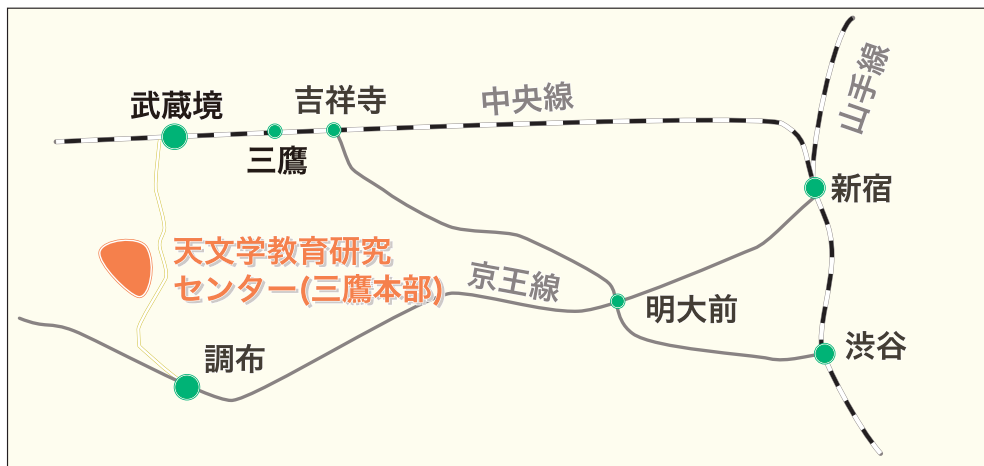 中央線
山手線
吉祥寺
武蔵境
三鷹
新宿
天文学教育研究
センター(三鷹本部)
京王線
明大前
渋谷
調布